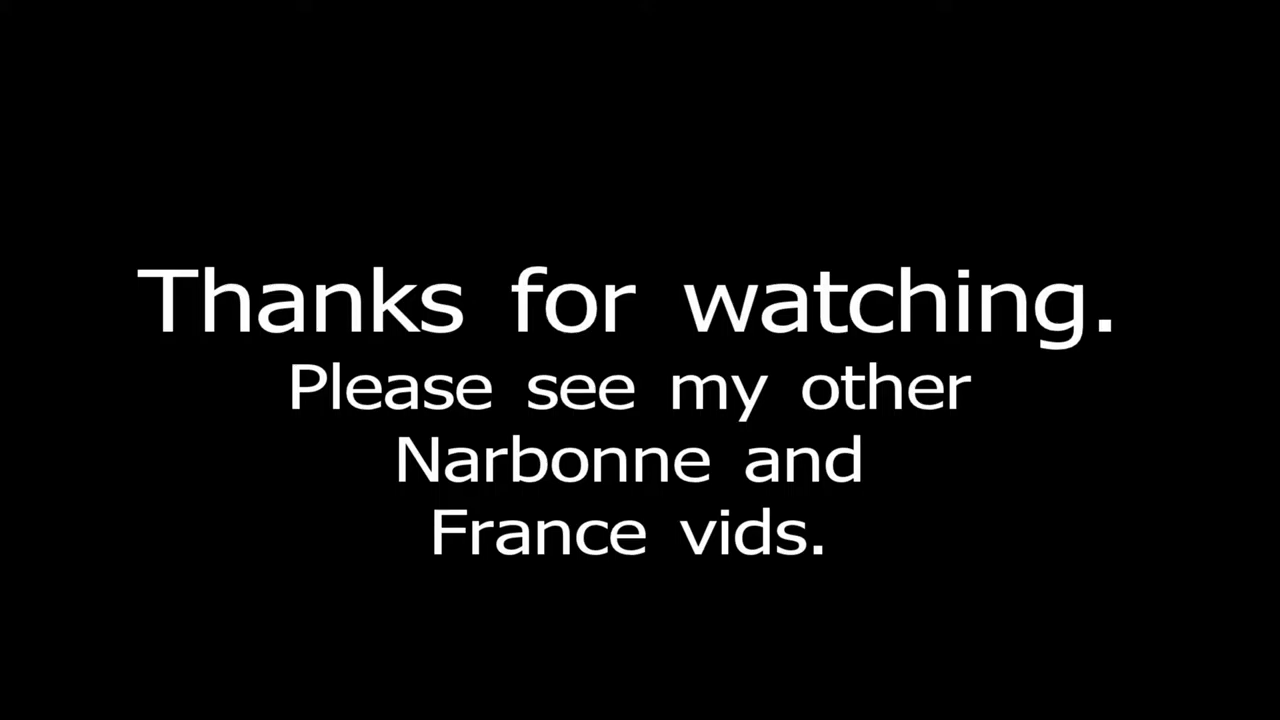 Thanks for watching.
Please see my other
Narbonne and
France vids.